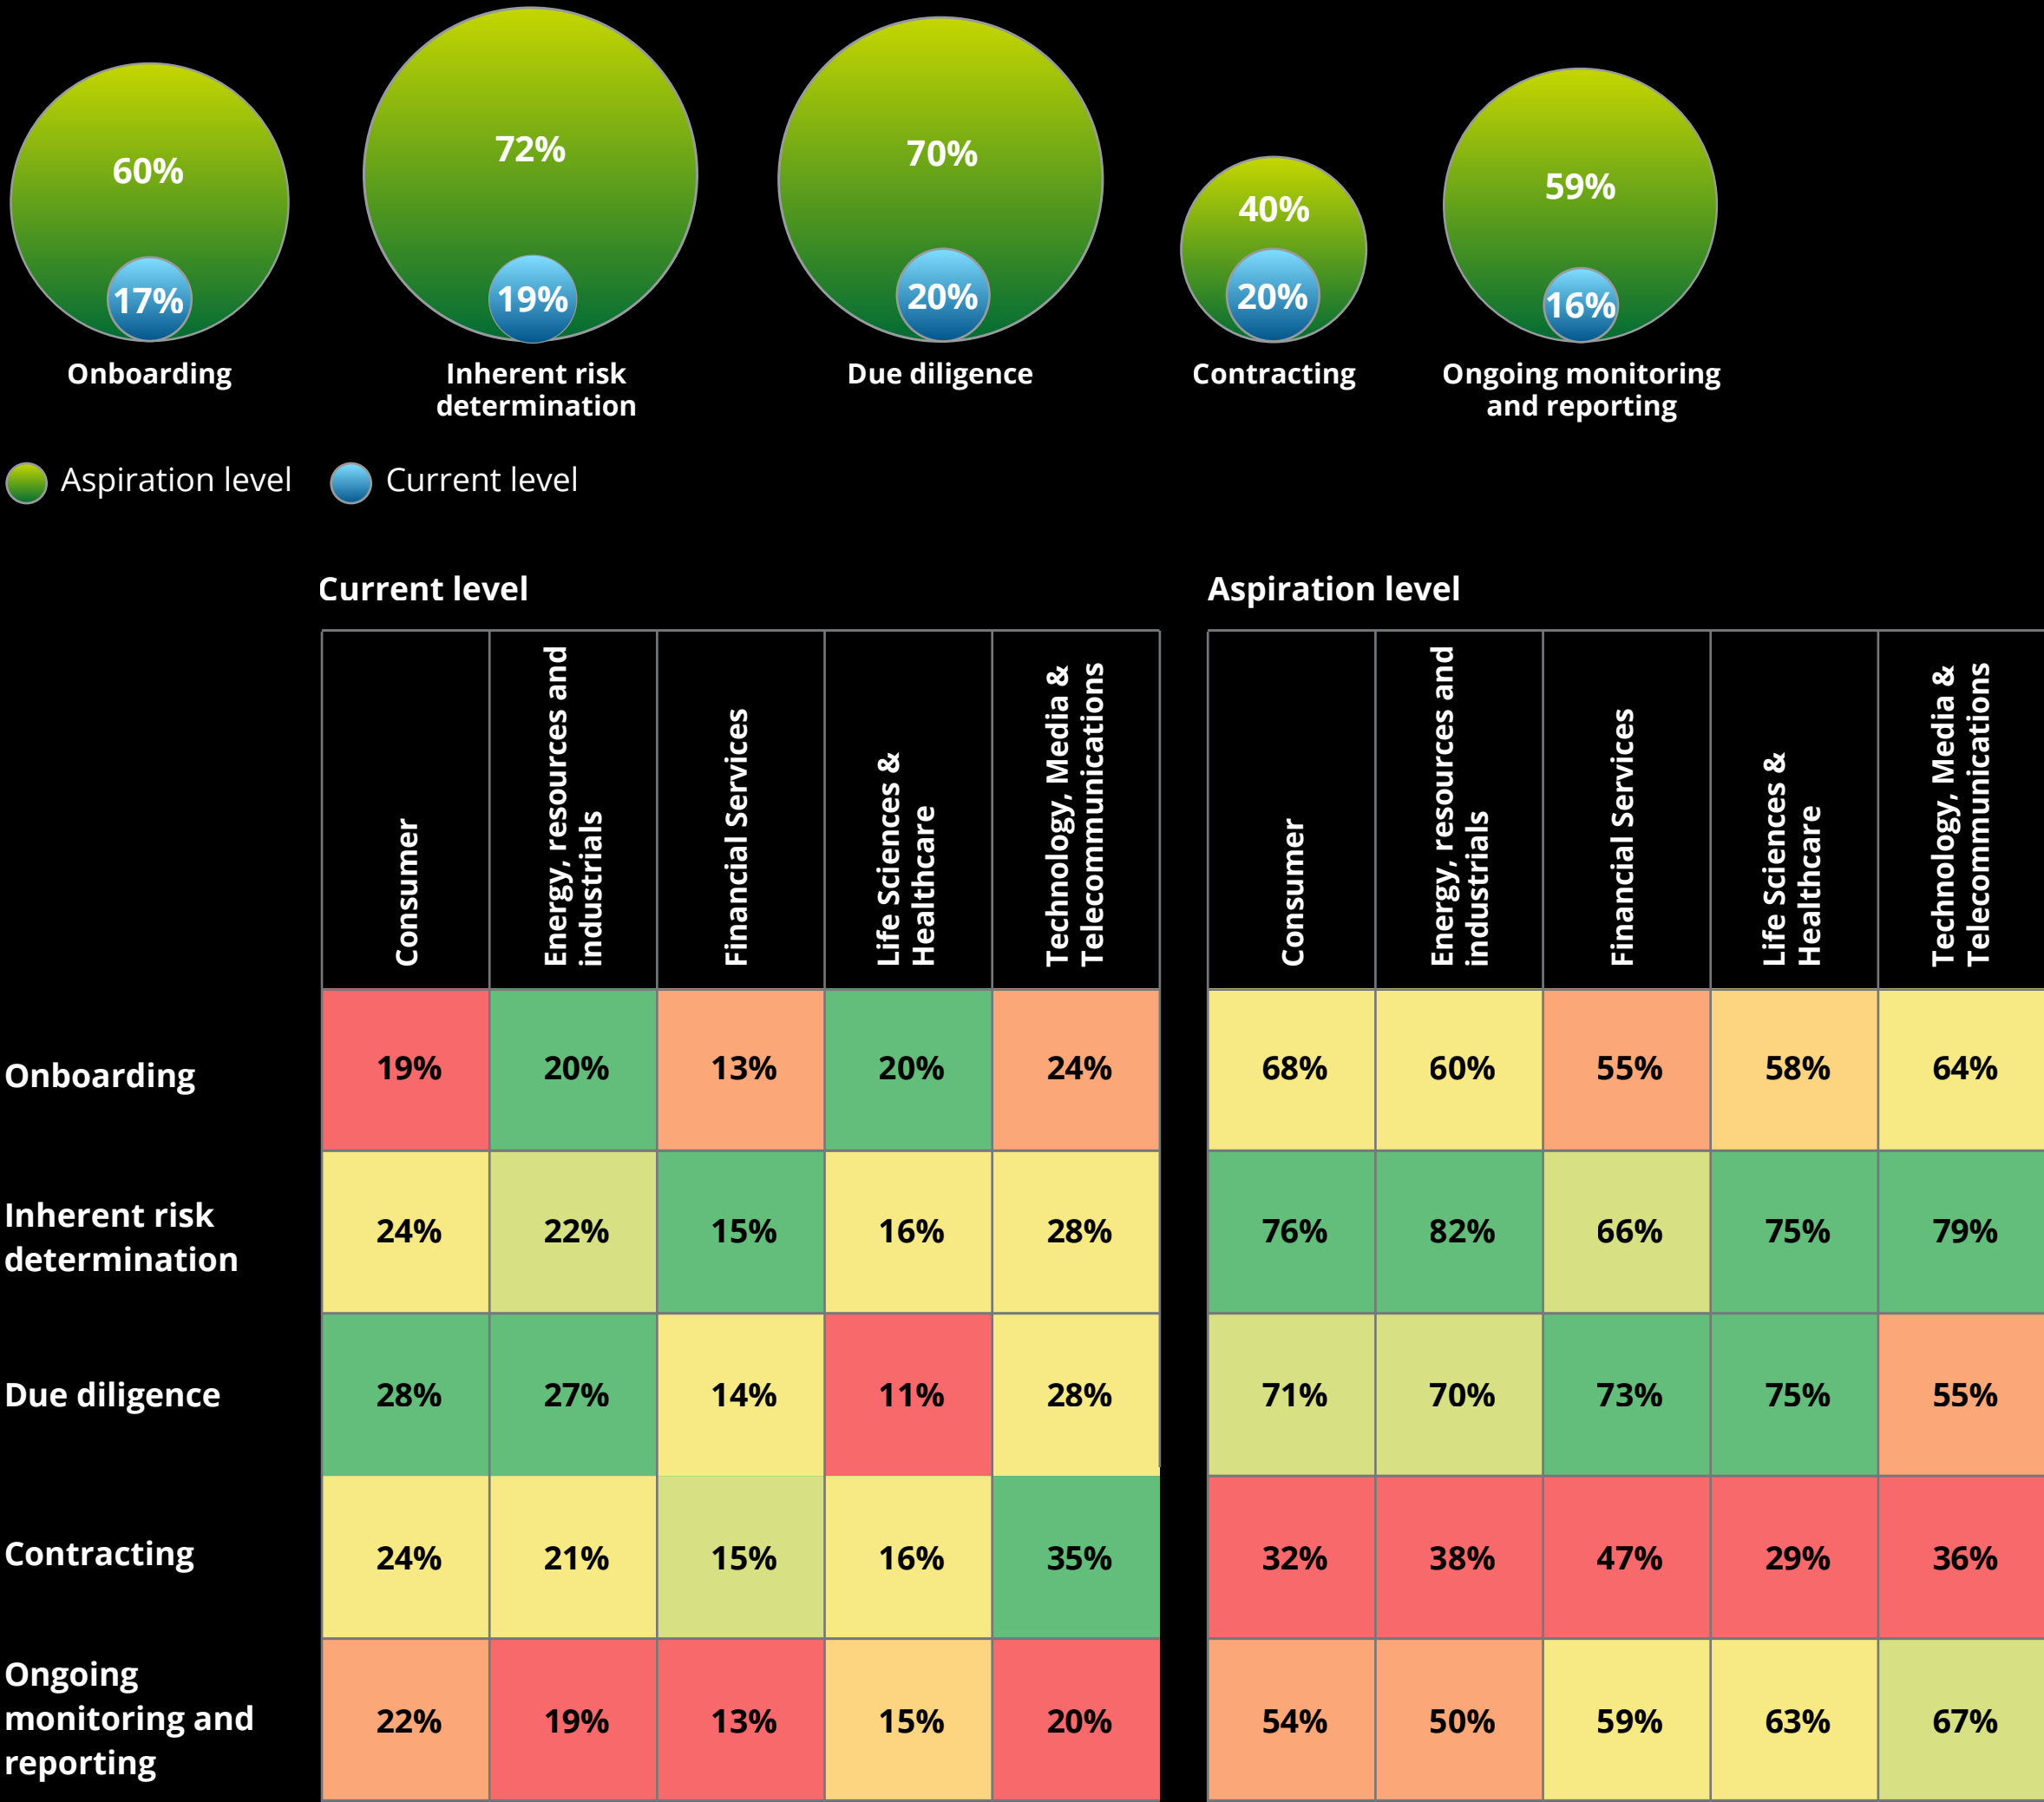 60%
72%
70%
40%
59%
17%
19%
20%
20%
16%
Onboarding
Inherent risk
determination
Due diligence
Contracting
Ongoing monitoring
and reporting
Aspiration level
Current level
Current level
Consumer
Energy, resources and
industrials
Financial Services
Life Sciences &
Healthcare
Technology, Media &
Telecommunications
Aspiration level
Consumer
Energy, resources and
industrials
Financial Services
Life Sciences &
Healthcare
Technology, Media &
Telecommunications
Onboarding
19% 20% 13% 20% 24% 68% 60% 55% 58% 64%
Inherent risk
determination
24% 22% 15% 16% 28% 76% 82% 66% 75% 79%
Due diligence
28% 27% 14% 11% 28% 71% 70% 73% 75% 55%
Contracting
24% 21% 15% 16% 35% 32% 38% 47% 29% 36%
Ongoing
monitoring and
reporting
22% 19% 13% 15% 20% 54% 50% 59% 63% 67%